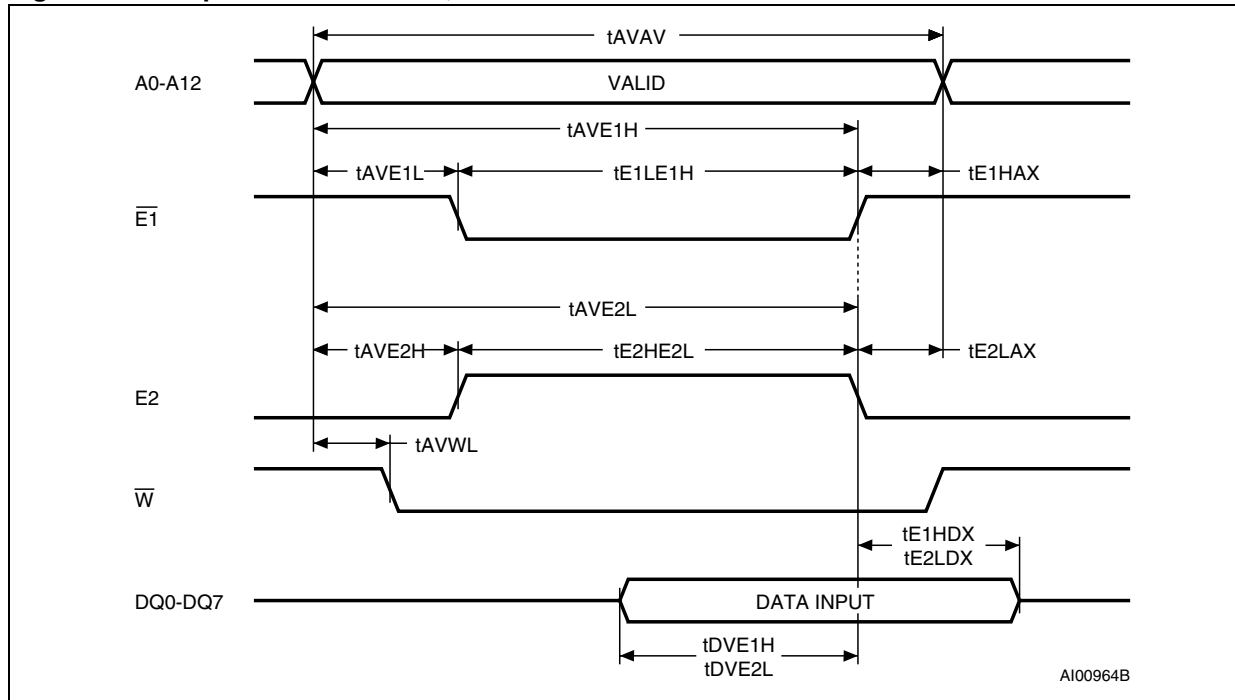 tAVAV
A0-A12
VALID
tAVE1H
tAVE1L
tE1LE1H
tE1HAX
E1
tAVE2L
tAVE2H
tE2HE2L
tE2LAX
E2
tAVWL
W
tE1HDX
tE2LDX
DQ0-DQ7
DATA INPUT
tDVE1H
tDVE2L
AI00964B